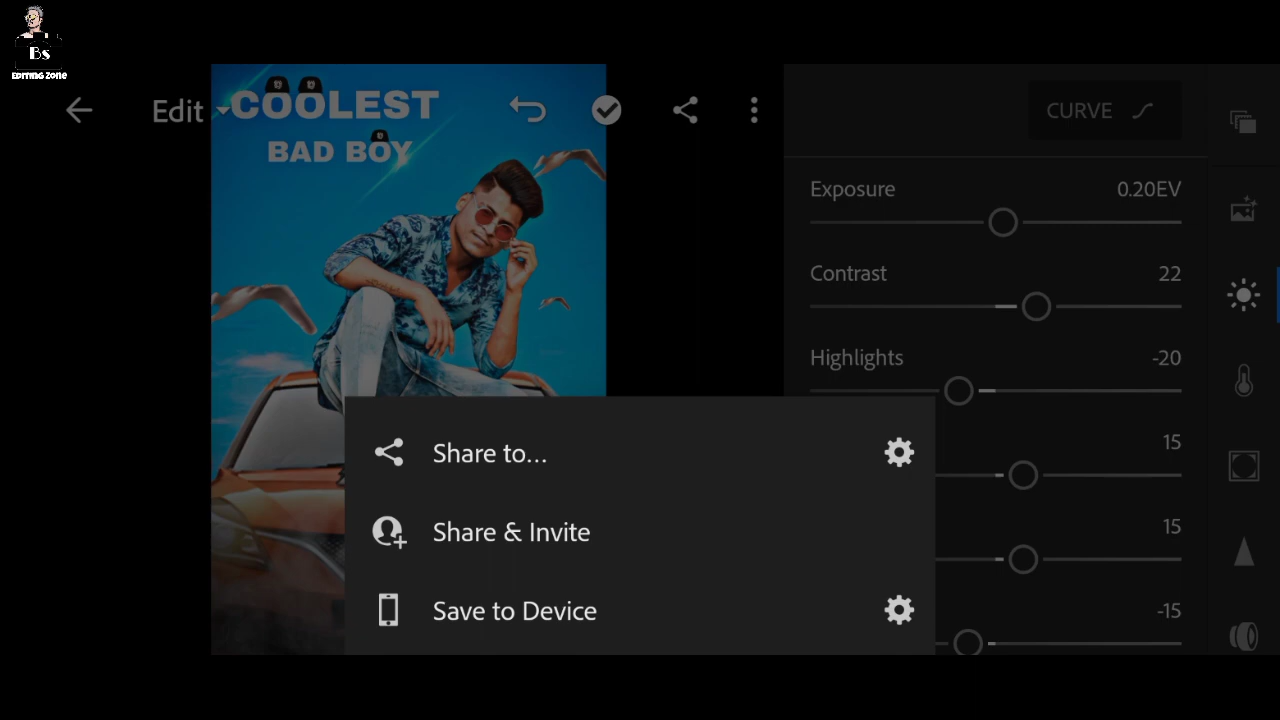 Bs
EDITING ZONE
Edit
COOLEST
BAD BOY
CURVE
Exposure 0.20EV
Contrast 22
Highlights -20
15
15
-15
Share to...
Share & Invite
Save to Device